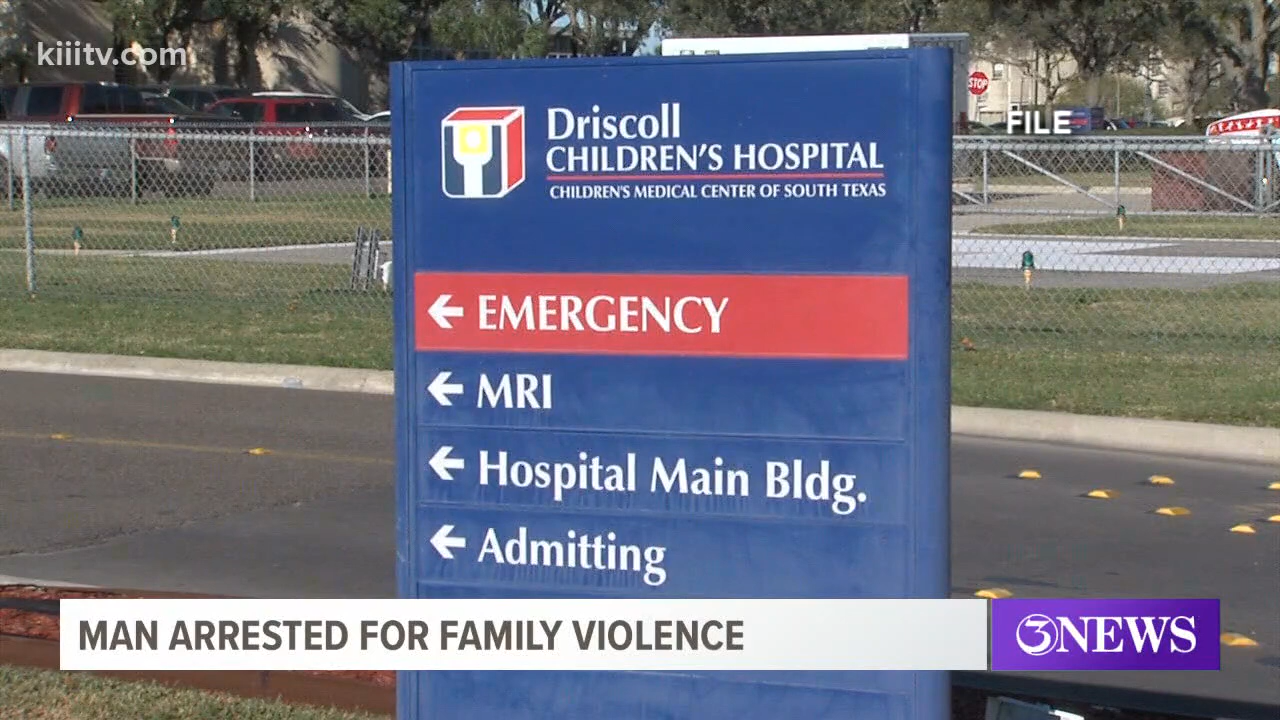 kiiitv.com
STOP
FILE
Driscoll
CHILDREN'S HOSPITAL
CHILDREN'S MEDICAL CENTER OF SOUTH TEXAS
← EMERGENCY
← MRI
← Hospital Main Bldg.
← Admitting
MAN ARRESTED FOR FAMILY VIOLENCE
3NEWS